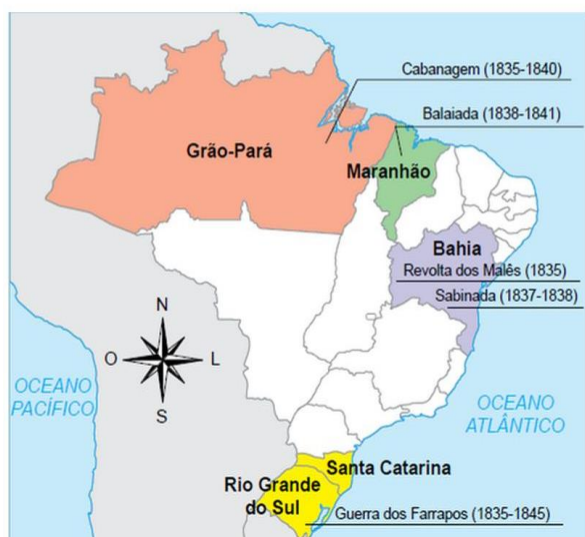 Cabanagem (1835-1840)
Balaiada (1838-1841)
Grão-Pará
Maranhão
Bahia
Revolta dos Malês (1835)
Sabinada (1837-1838)
N
O
L
S
OCEANO
PACÍFICO
OCEANO
ATLÂNTICO
Santa Catarina
Rio Grande
do Sul
Guerra dos Farrapos (1835-1845)